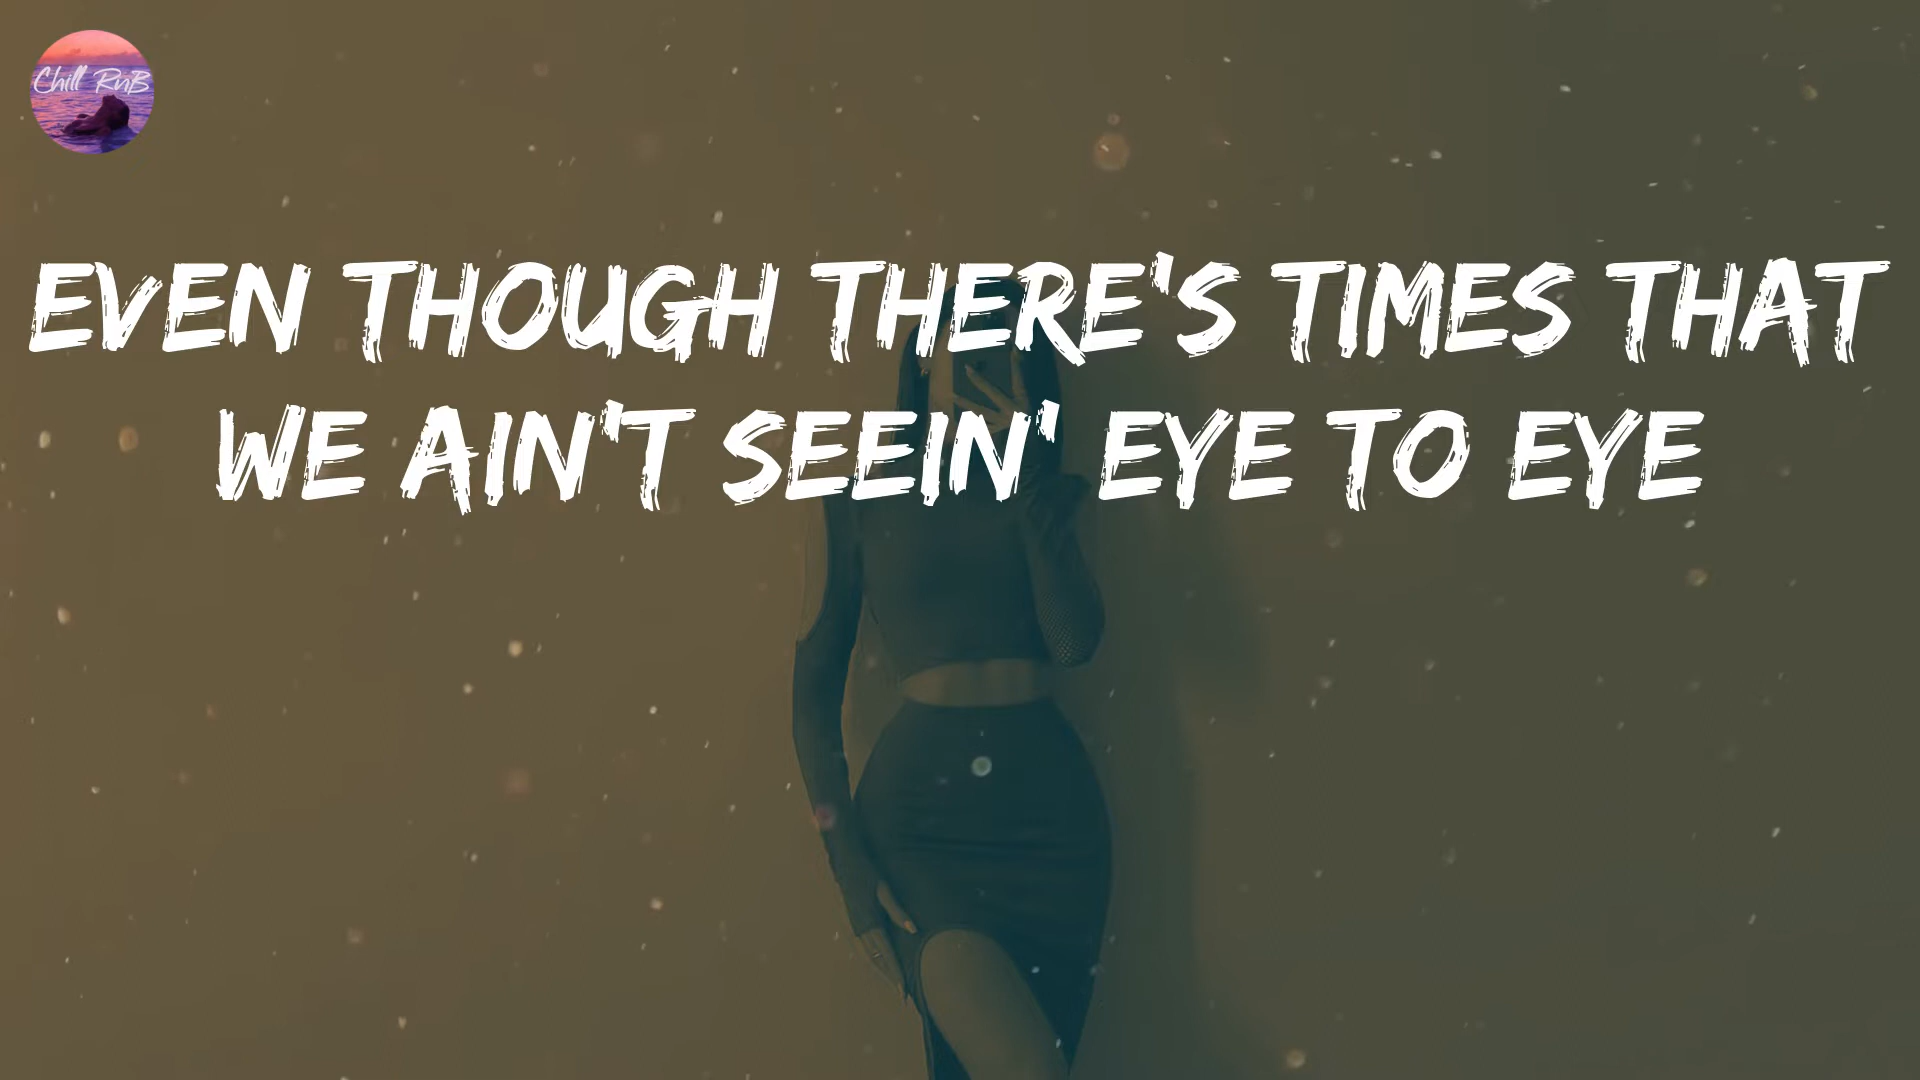 Chill RnB
EVEN THOUGH THERE'S TIMES THAT
WE AIN'T SEEIN' EYE TO EYE